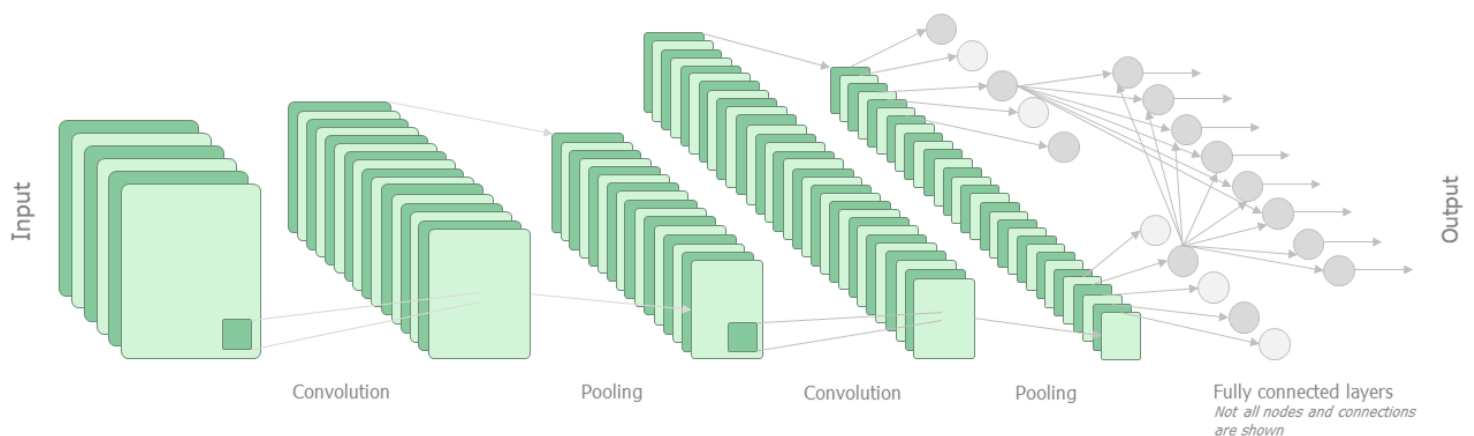 Input
Convolution
Pooling
Convolution
Pooling
Fully connected layers
Not all nodes and connections
are shown
Output